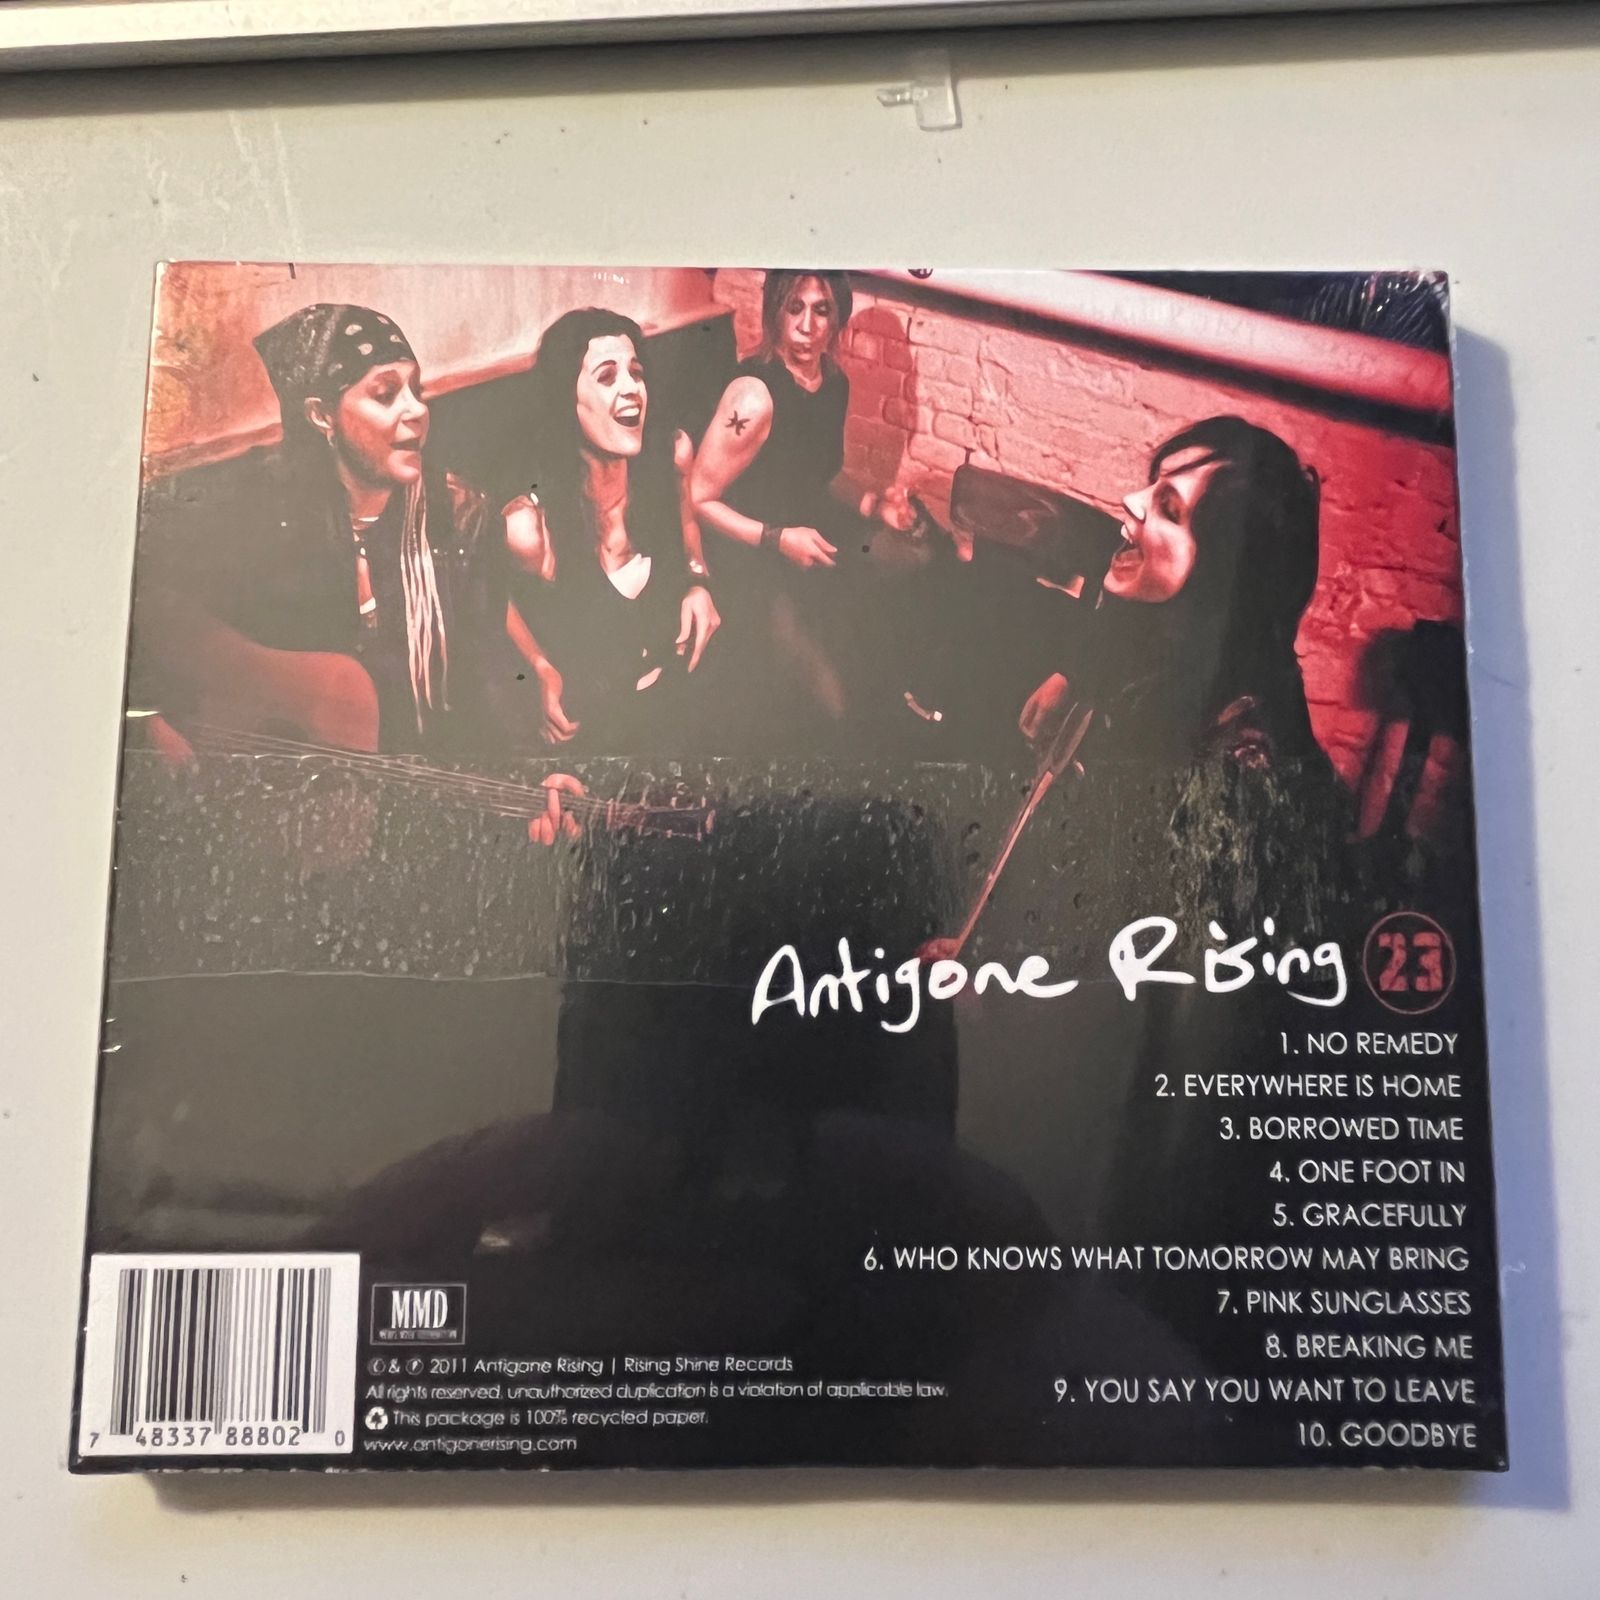 Antigone Rising 23
1. NO REMEDY
2. EVERYWHERE IS HOME
3. BORROWED TIME
4. ONE FOOT IN
5. GRACEFULLY
6. WHO KNOWS WHAT TOMORROW MAY BRING
7. PINK SUNGLASSES
8. BREAKING ME
9. YOU SAY YOU WANT TO LEAVE
10. GOODBYE
MMD
© & ℗ 2011 Antigone Rising | Rising Shine Records
All rights reserved. unauthorized duplication is a violation of applicable law.
This package is 100% recycled paper.
www.antigonerising.com
7 48337 88802 0